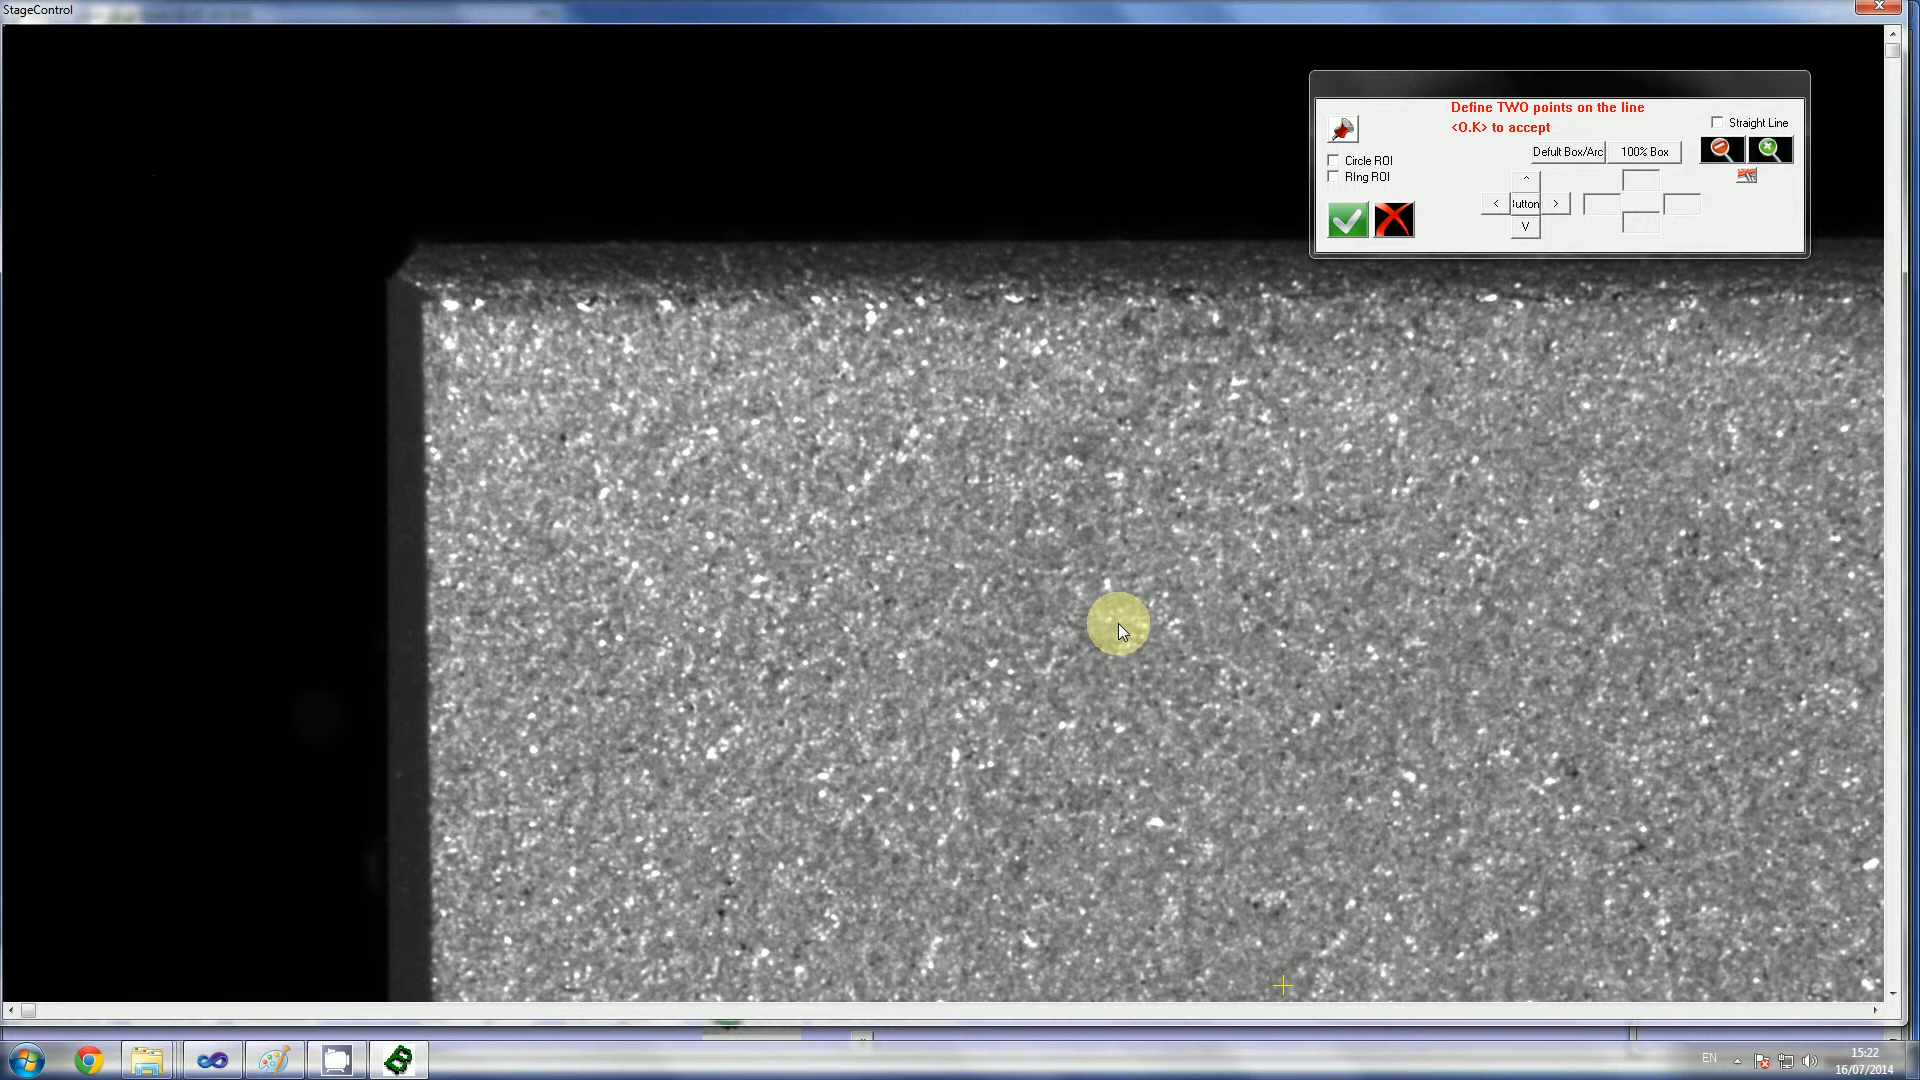 StageControl
Define TWO points on the line
<O.K> to accept
Straight Line
Circle ROI
RIng ROI
Defult Box/Arc
100% Box
^
<
utton
>
V
EN
15:22
16/07/2014